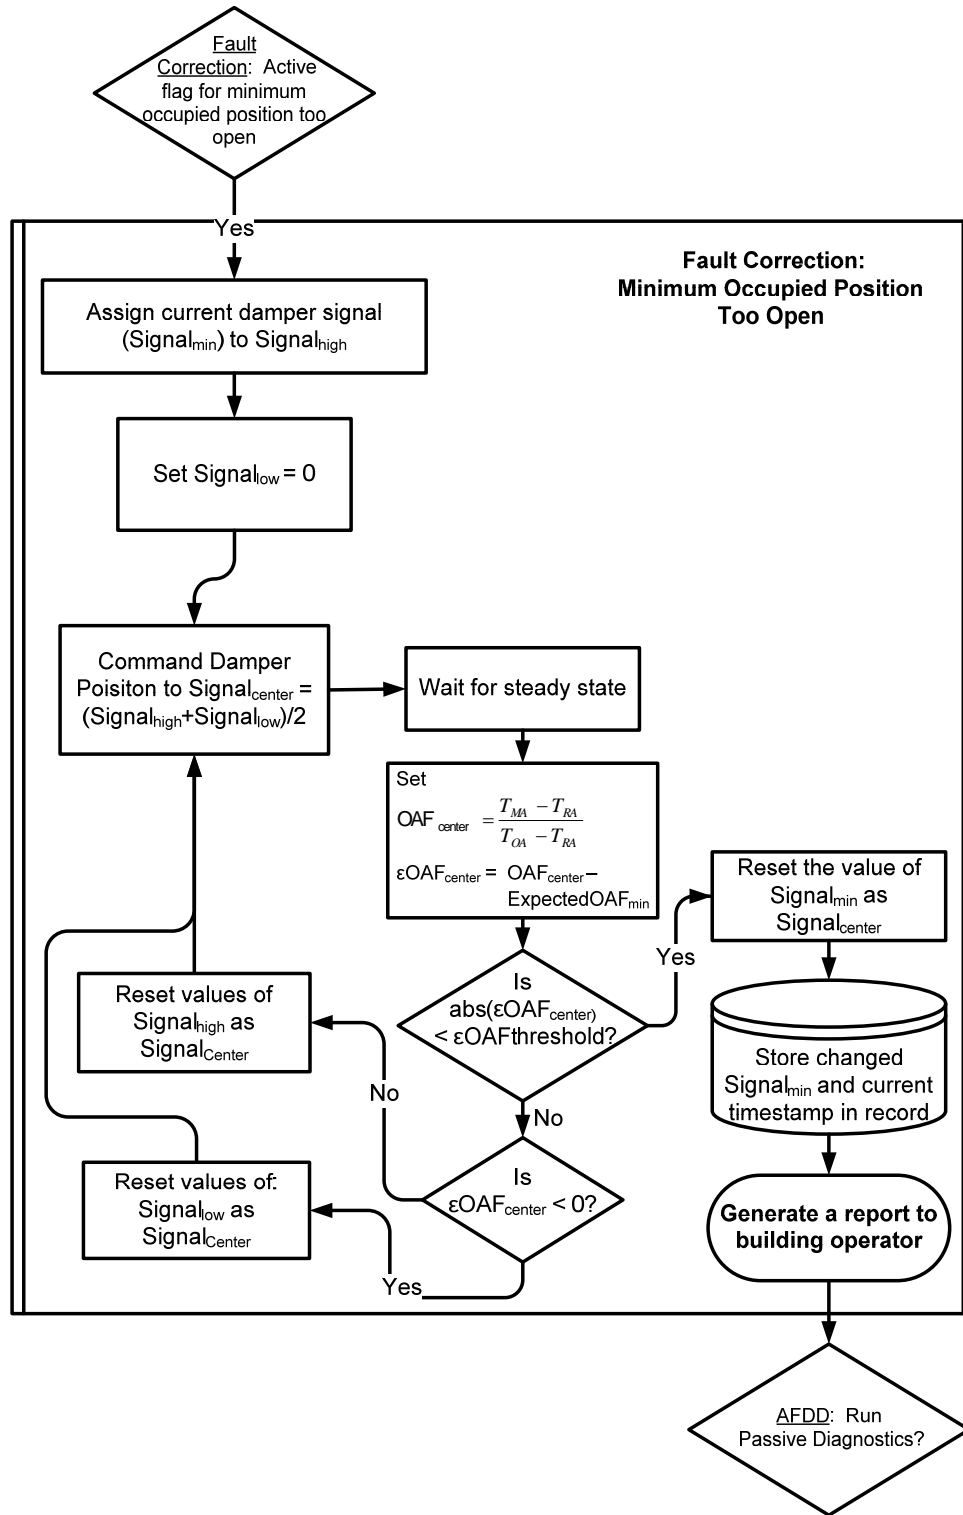 Fault
Correction: Active
flag for minimum
occupied position too
open
Yes
Fault Correction:
Minimum Occupied Position
Too Open
Assign current damper signal
(Signalmin) to Signalhigh
Set Signallow = 0
Command Damper
Poisiton to Signalcenter =
(Signalhigh+Signallow)/2
Wait for steady state
Set
OAF center = TMA − TRA
TOA − TRA
εOAFcenter = OAFcenter–
ExpectedOAFmin
Is
abs(εOAFcenter)
< εOAFthreshold?
Yes
Reset the value of
Signalmin as
Signalcenter
Store changed
Signalmin and current
timestamp in record
Generate a report to
building operator
No
Is
εOAFcenter < 0?
No
Reset values of
Signalhigh as
SignalCenter
Yes
Reset values of:
Signallow as
SignalCenter
AFDD: Run
Passive Diagnostics?